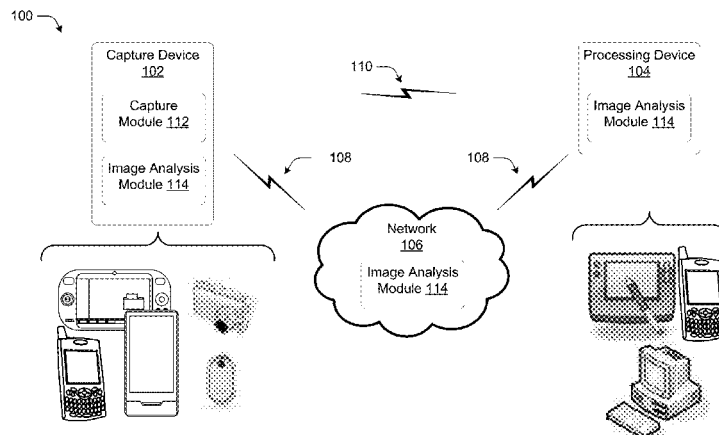 100
Capture Device
102
Capture
Module 112
Image Analysis
Module 114
110
Processing Device
104
Image Analysis
Module 114
108
108
Network
106
Image Analysis
Module 114